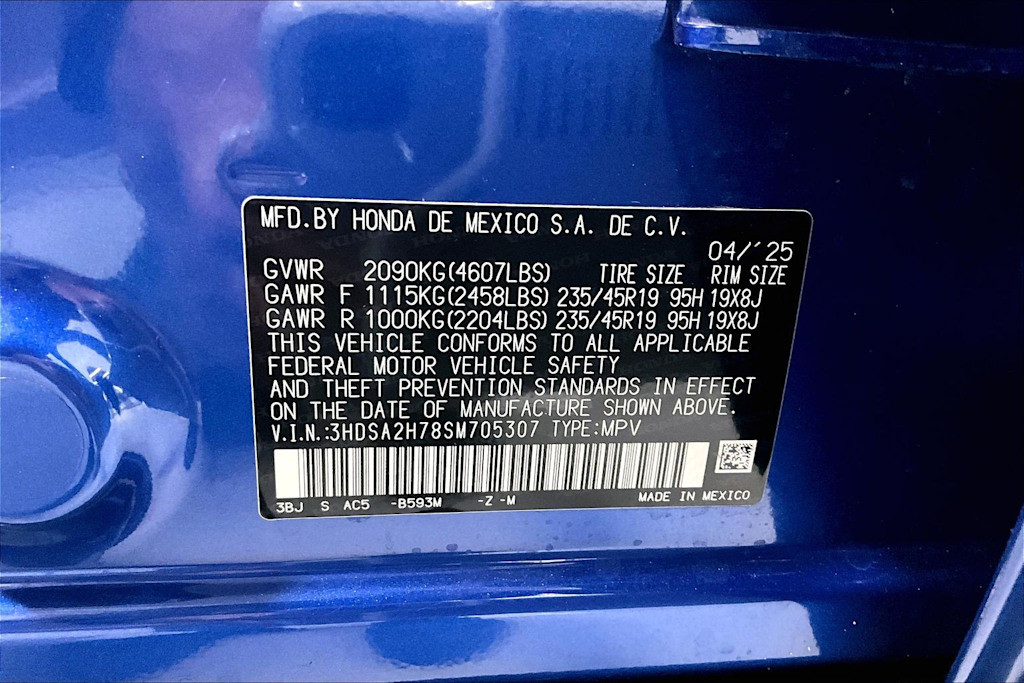 MFD.BY HONDA DE MEXICO S.A. DE C.V.
04/´25
GVWR 2090KG(4607LBS) TIRE SIZE RIM SIZE
GAWR F 1115KG(2458LBS) 235/45R19 95H 19X8J
GAWR R 1000KG(2204LBS) 235/45R19 95H 19X8J
THIS VEHICLE CONFORMS TO ALL APPLICABLE
FEDERAL MOTOR VEHICLE SAFETY
AND THEFT PREVENTION STANDARDS IN EFFECT
ON THE DATE OF MANUFACTURE SHOWN ABOVE.
V.I.N.:3HDSA2H78SM705307 TYPE:MPV
3BJ S AC5 -B593M -Z -M MADE IN MEXICO